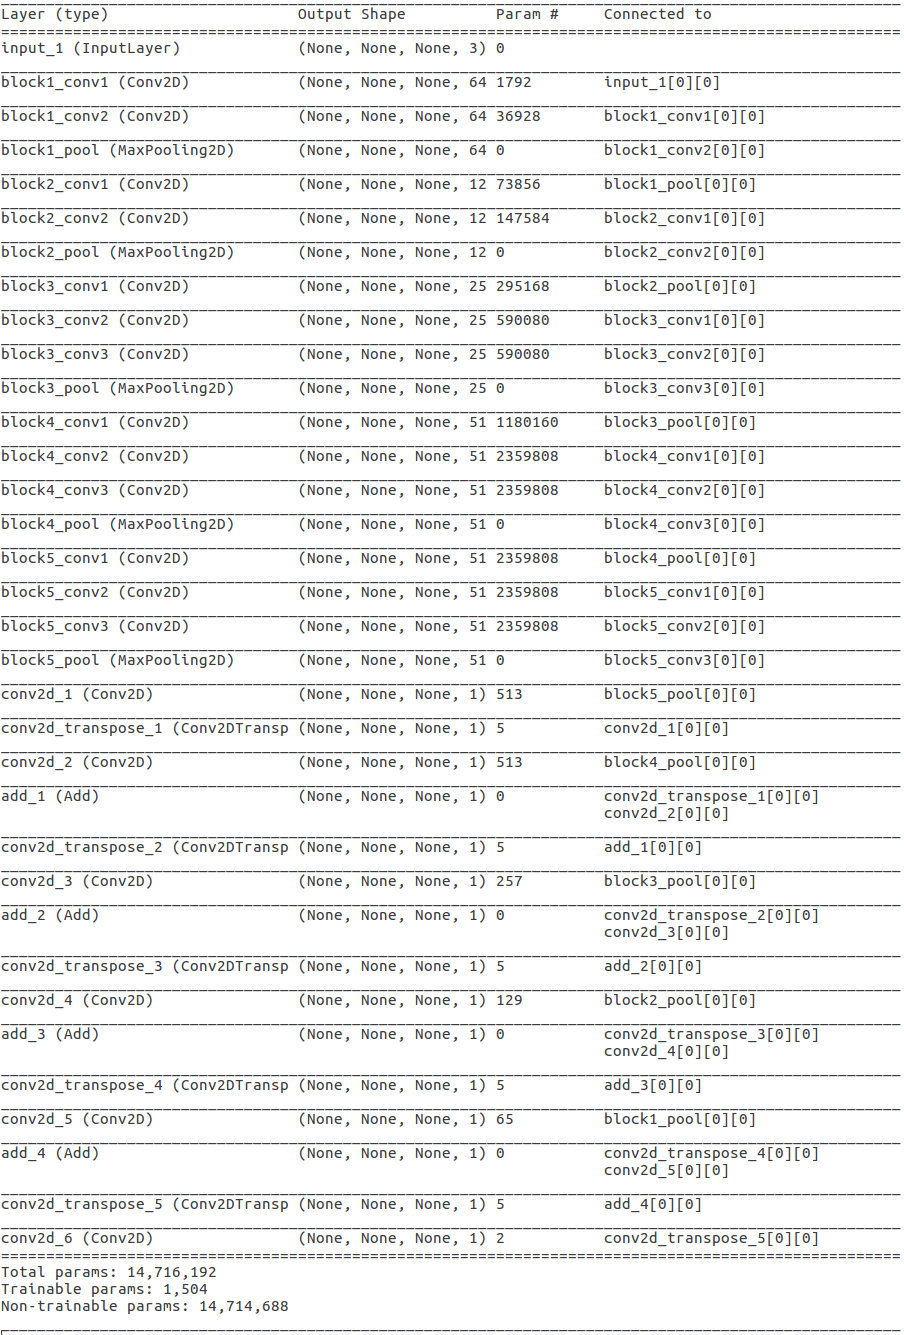 Layer (type) Output Shape Param # Connected to
input_1 (InputLayer) (None, None, None, 3) 0
block1_conv1 (Conv2D) (None, None, None, 64 1792 input_1[0][0]
block1_conv2 (Conv2D) (None, None, None, 64 36928 block1_conv1[0][0]
block1_pool (MaxPooling2D) (None, None, None, 64 0 block1_conv2[0][0]
block2_conv1 (Conv2D) (None, None, None, 12 73856 block1_pool[0][0]
block2_conv2 (Conv2D) (None, None, None, 12 147584 block2_conv1[0][0]
block2_pool (MaxPooling2D) (None, None, None, 12 0 block2_conv2[0][0]
block3_conv1 (Conv2D) (None, None, None, 25 295168 block2_pool[0][0]
block3_conv2 (Conv2D) (None, None, None, 25 590080 block3_conv1[0][0]
block3_conv3 (Conv2D) (None, None, None, 25 590080 block3_conv2[0][0]
block3_pool (MaxPooling2D) (None, None, None, 25 0 block3_conv3[0][0]
block4_conv1 (Conv2D) (None, None, None, 51 1180160 block3_pool[0][0]
block4_conv2 (Conv2D) (None, None, None, 51 2359808 block4_conv1[0][0]
block4_conv3 (Conv2D) (None, None, None, 51 2359808 block4_conv2[0][0]
block4_pool (MaxPooling2D) (None, None, None, 51 0 block4_conv3[0][0]
block5_conv1 (Conv2D) (None, None, None, 51 2359808 block4_pool[0][0]
block5_conv2 (Conv2D) (None, None, None, 51 2359808 block5_conv1[0][0]
block5_conv3 (Conv2D) (None, None, None, 51 2359808 block5_conv2[0][0]
block5_pool (MaxPooling2D) (None, None, None, 51 0 block5_conv3[0][0]
conv2d_1 (Conv2D) (None, None, None, 1) 513 block5_pool[0][0]
conv2d_transpose_1 (Conv2DTransp (None, None, None, 1) 5 conv2d_1[0][0]
conv2d_2 (Conv2D) (None, None, None, 1) 513 block4_pool[0][0]
add_1 (Add) (None, None, None, 1) 0 conv2d_transpose_1[0][0]
conv2d_2[0][0]
conv2d_transpose_2 (Conv2DTransp (None, None, None, 1) 5 add_1[0][0]
conv2d_3 (Conv2D) (None, None, None, 1) 257 block3_pool[0][0]
add_2 (Add) (None, None, None, 1) 0 conv2d_transpose_2[0][0]
conv2d_3[0][0]
conv2d_transpose_3 (Conv2DTransp (None, None, None, 1) 5 add_2[0][0]
conv2d_4 (Conv2D) (None, None, None, 1) 129 block2_pool[0][0]
add_3 (Add) (None, None, None, 1) 0 conv2d_transpose_3[0][0]
conv2d_4[0][0]
conv2d_transpose_4 (Conv2DTransp (None, None, None, 1) 5 add_3[0][0]
conv2d_5 (Conv2D) (None, None, None, 1) 65 block1_pool[0][0]
add_4 (Add) (None, None, None, 1) 0 conv2d_transpose_4[0][0]
conv2d_5[0][0]
conv2d_transpose_5 (Conv2DTransp (None, None, None, 1) 5 add_4[0][0]
conv2d_6 (Conv2D) (None, None, None, 1) 2 conv2d_transpose_5[0][0]
Total params: 14,716,192
Trainable params: 1,504
Non-trainable params: 14,714,688